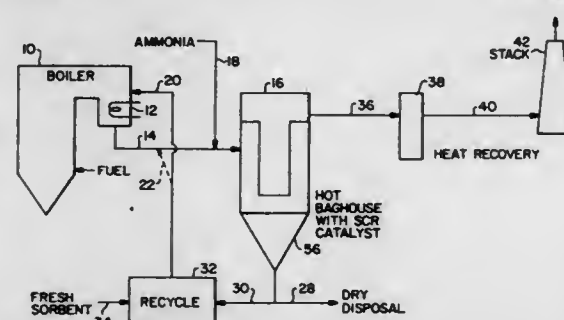 42
STACK
AMMONIA
10
BOILER
18
20
16
12
38
36
40
14
HEAT RECOVERY
FUEL
22
HOT
BAGHOUSE
WITH SCR
CATALYST
56
32
FRESH
SORBENT
RECYCLE
30
28
DRY
DISPOSAL